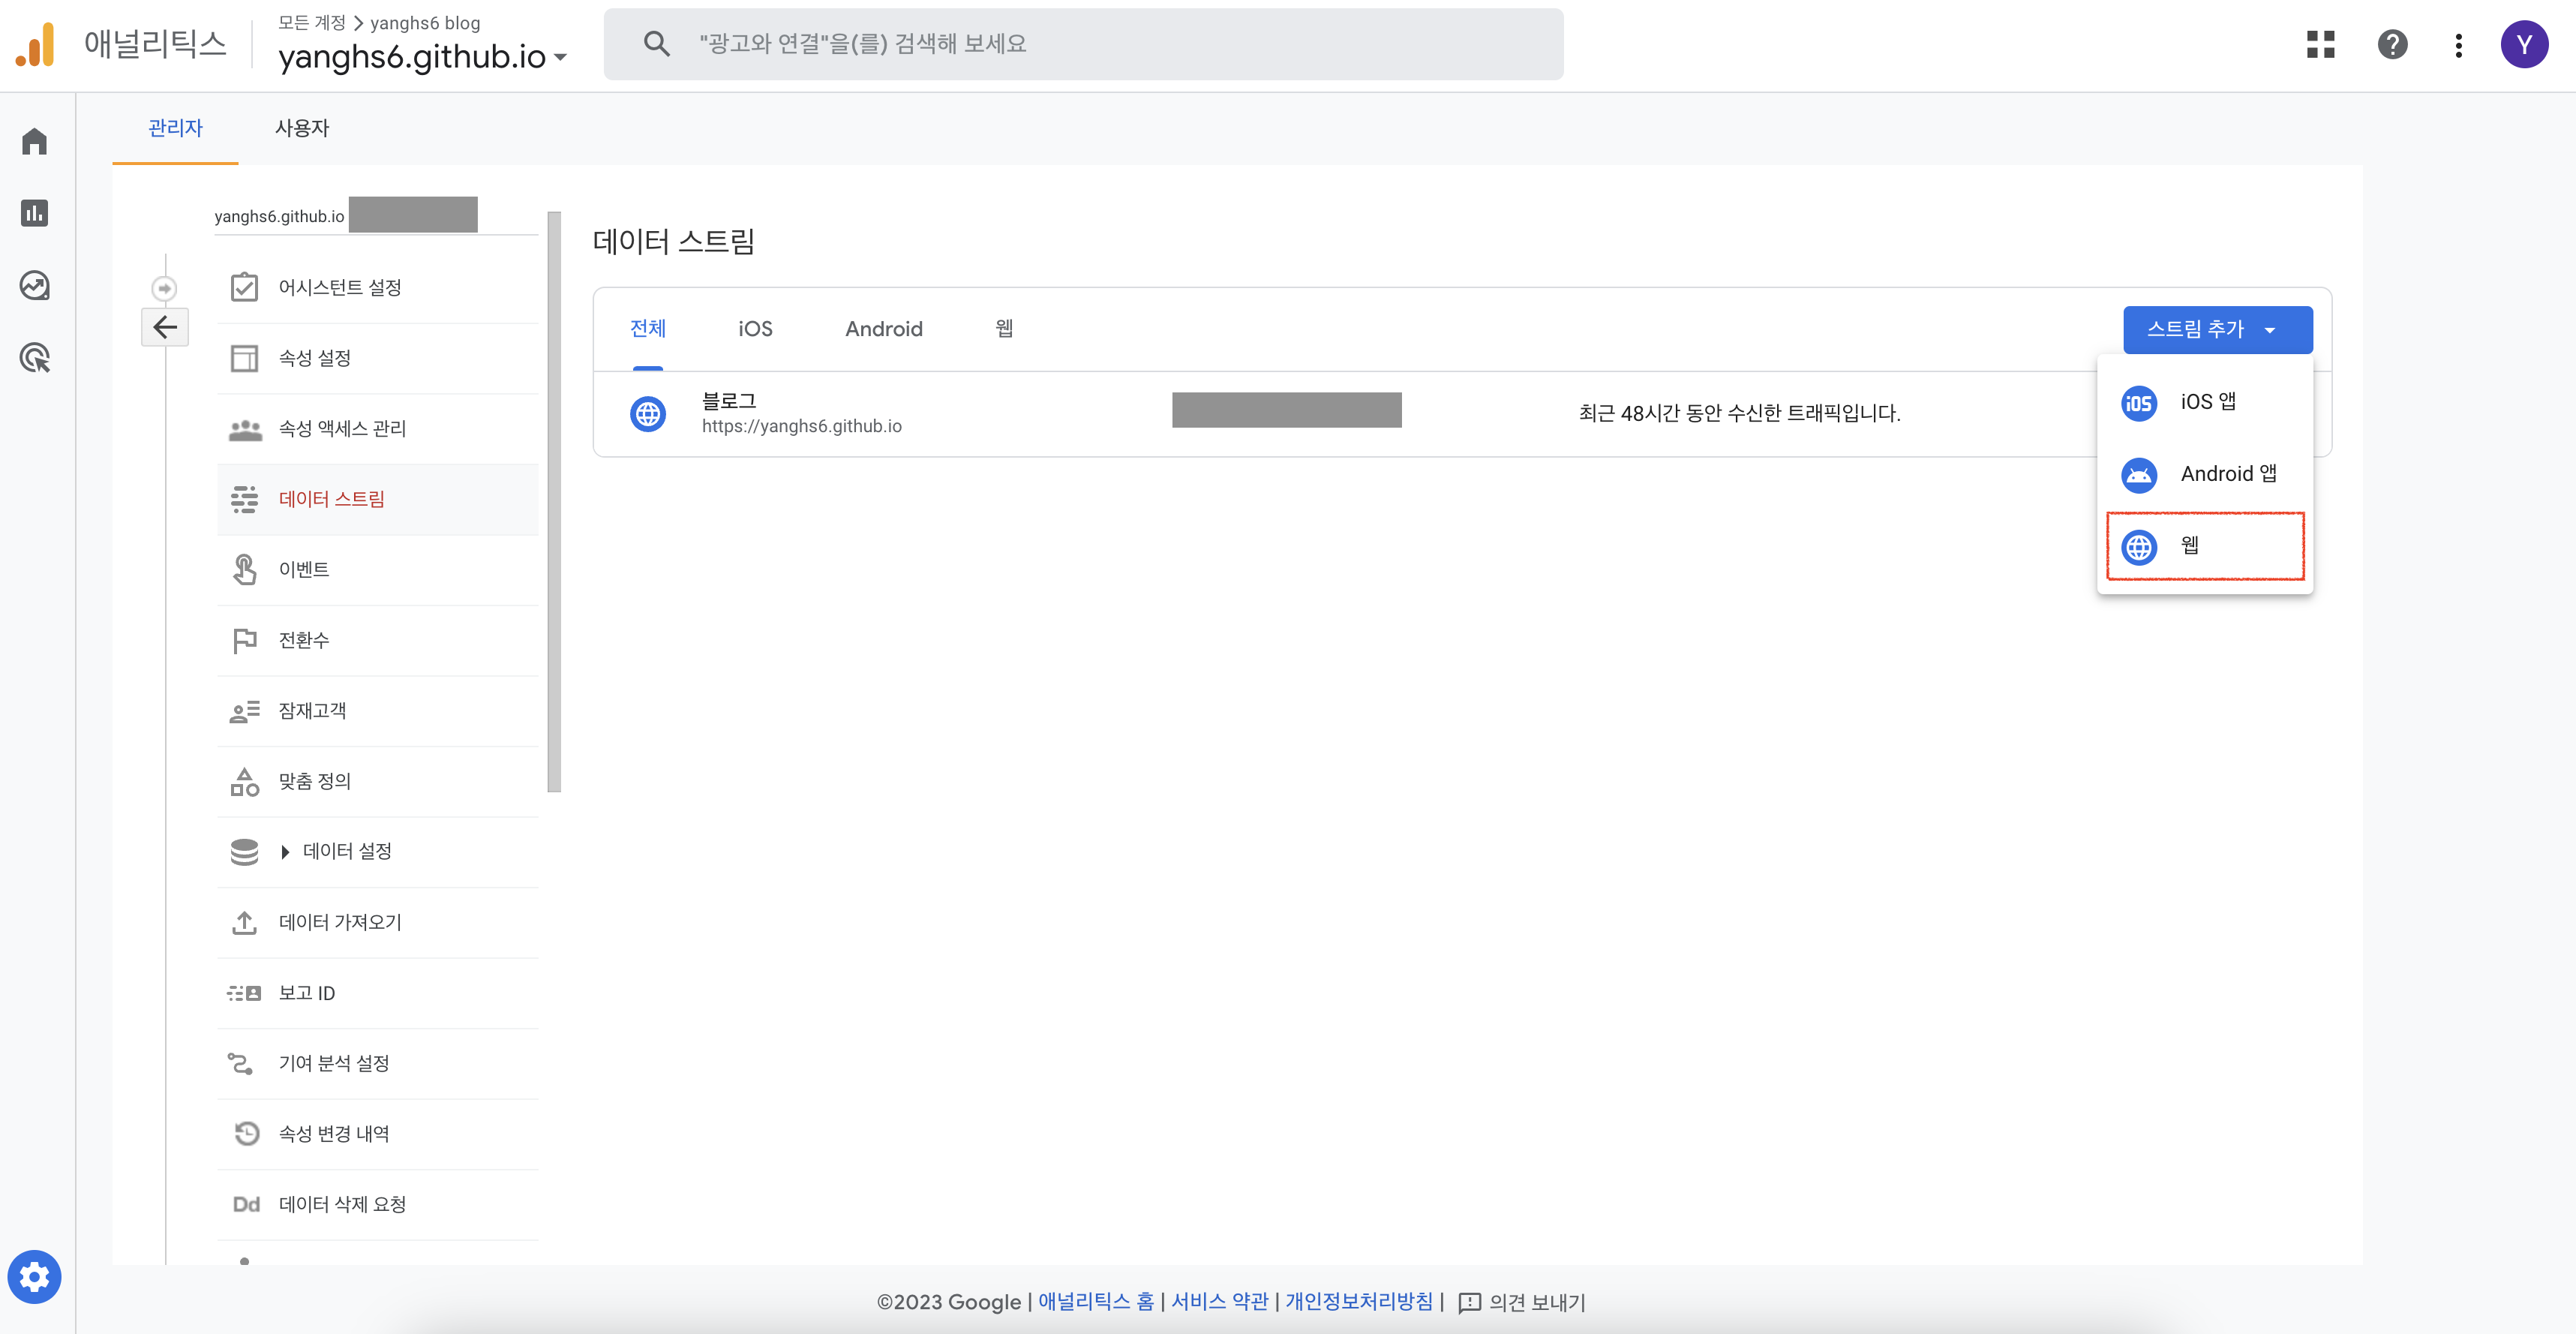 애널리틱스
모든 계정 > yanghs6 blog
yanghs6.github.io
"광고와 연결"을(를) 검색해 보세요
Y
관리자
사용자
yanghs6.github.io
어시스턴트 설정
속성 설정
속성 액세스 관리
데이터 스트림
이벤트
전환수
잠재고객
맞춤 정의
데이터 설정
데이터 가져오기
보고 ID
기여 분석 설정
속성 변경 내역
Dd 데이터 삭제 요청
데이터 스트림
전체 iOS Android 웹
스트림 추가
블로그
https://yanghs6.github.io
최근 48시간 동안 수신한 트래픽입니다.
iOS iOS 앱
Android 앱
웹
©2023 Google | 애널리틱스 홈 | 서비스 약관 | 개인정보처리방침 | 의견 보내기